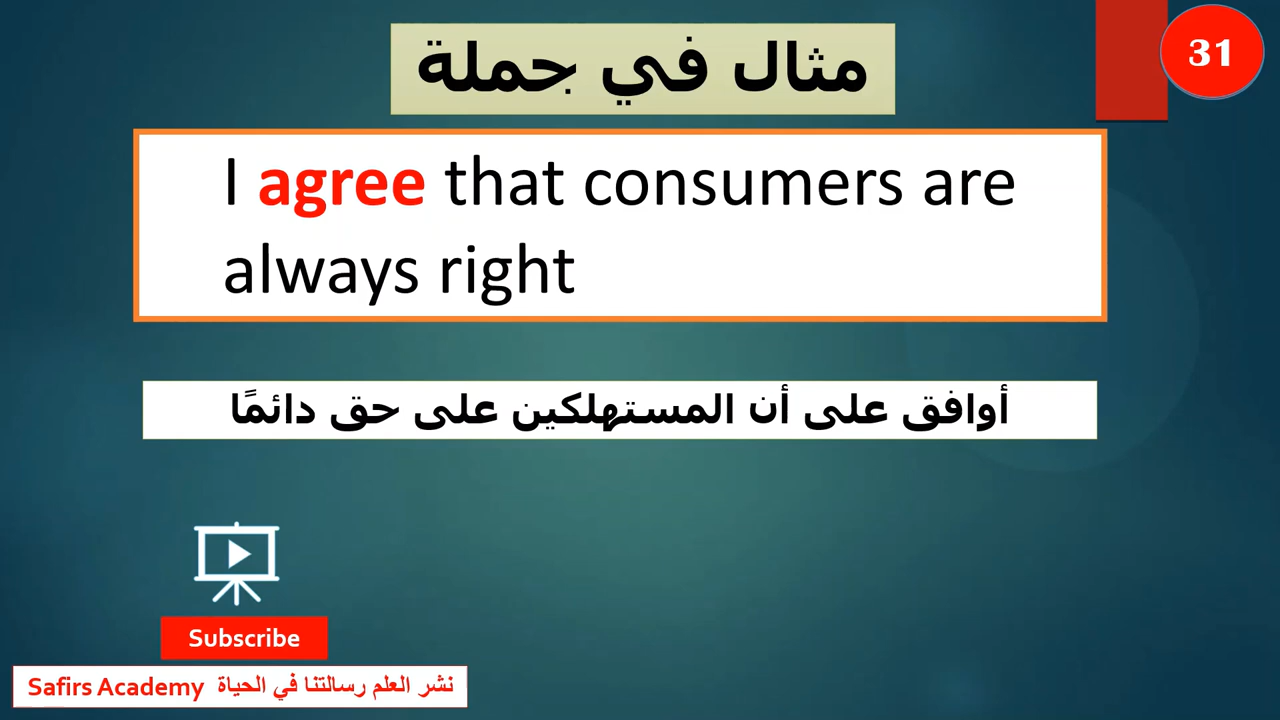 31
مثال في جملة
I agree that consumers are
always right
أوافق على أن المستهلكين على حق دائمًا
Subscribe
Safirs Academy نشر العلم رسالتنا في الحياة